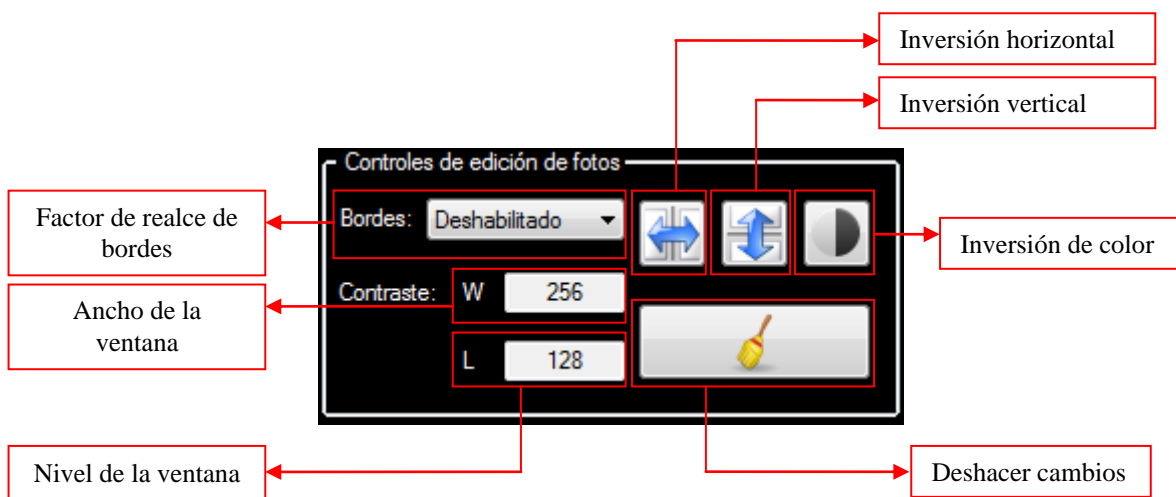 Inversión horizontal
Inversión vertical
Controles de edición de fotos
Factor de realce de
bordes
Bordes: Deshabilitado
Inversión de color
Ancho de la
ventana
Contraste: W 256
L 128
Nivel de la ventana
Deshacer cambios